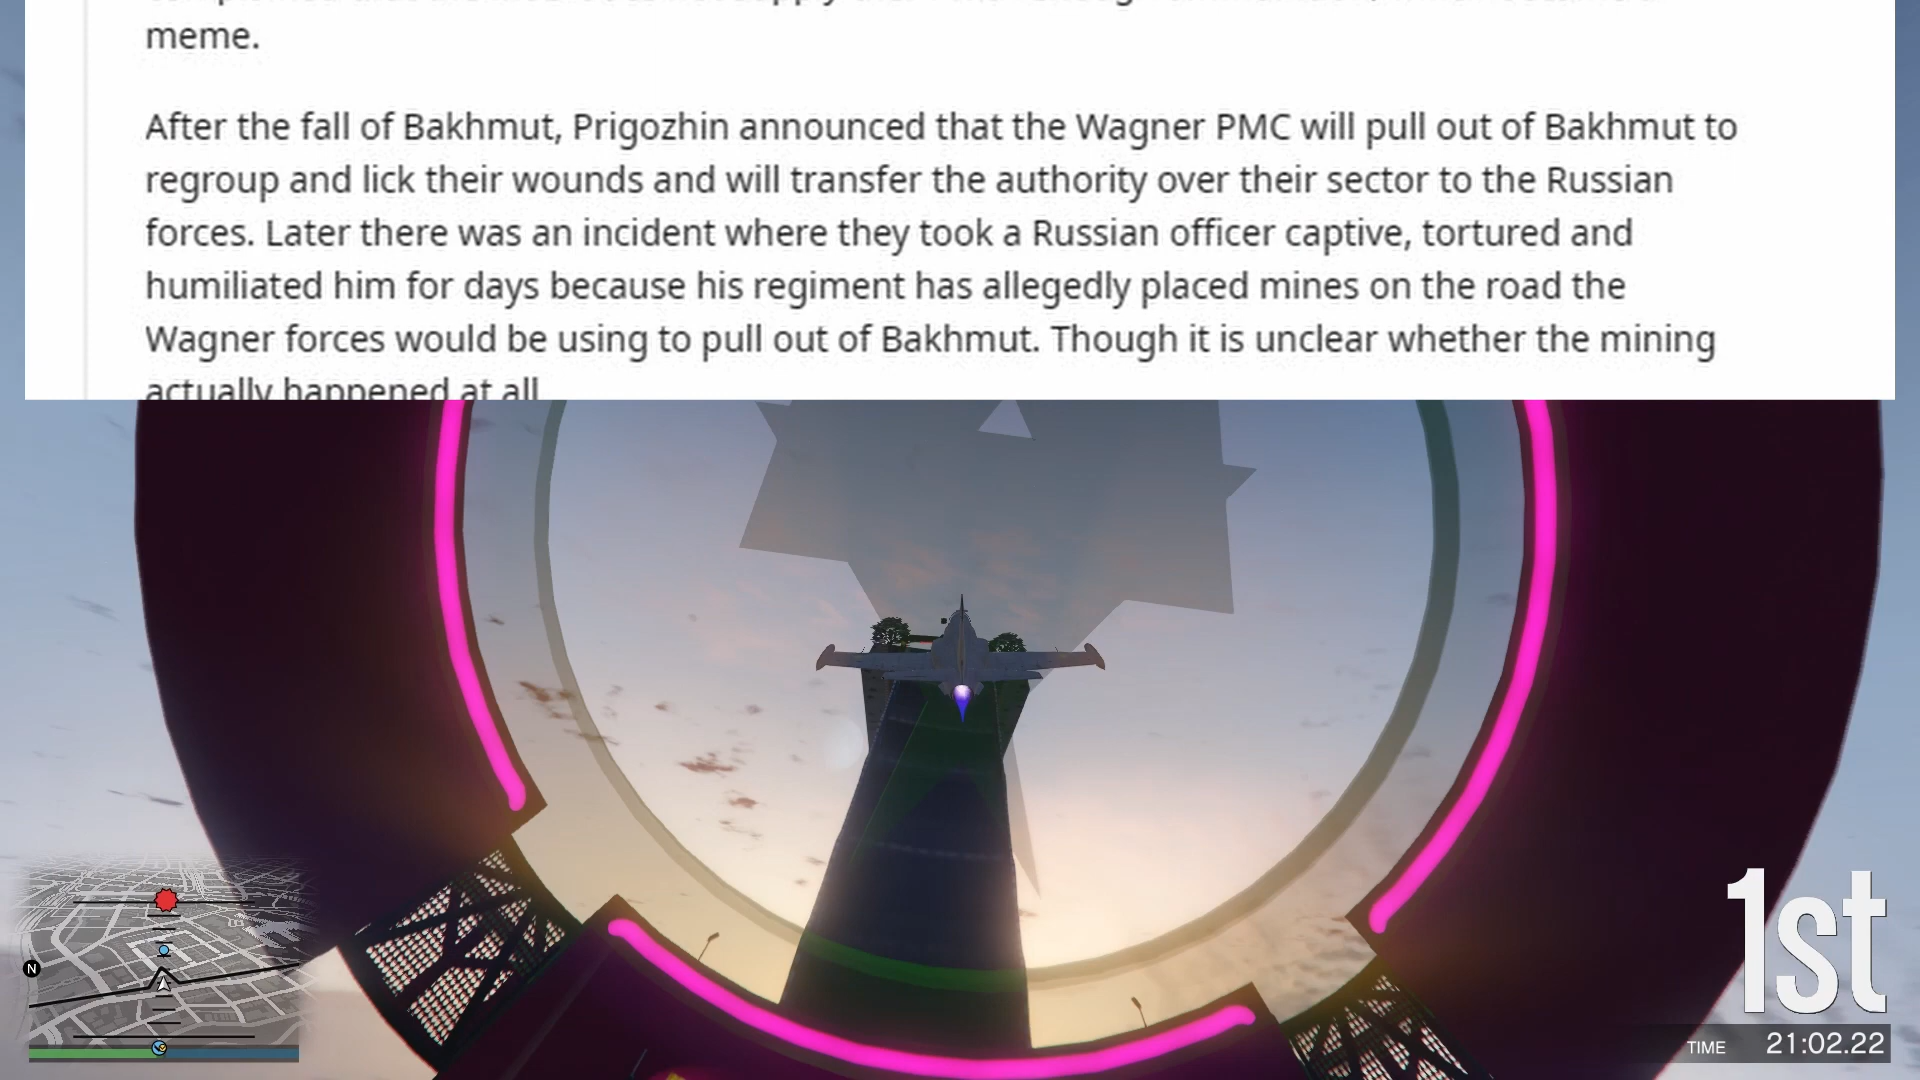 meme.
After the fall of Bakhmut, Prigozhin announced that the Wagner PMC will pull out of Bakhmut to
regroup and lick their wounds and will transfer the authority over their sector to the Russian
forces. Later there was an incident where they took a Russian officer captive, tortured and
humiliated him for days because his regiment has allegedly placed mines on the road the
Wagner forces would be using to pull out of Bakhmut. Though it is unclear whether the mining
actually happened at all
N
1st
TIME 21:02.22